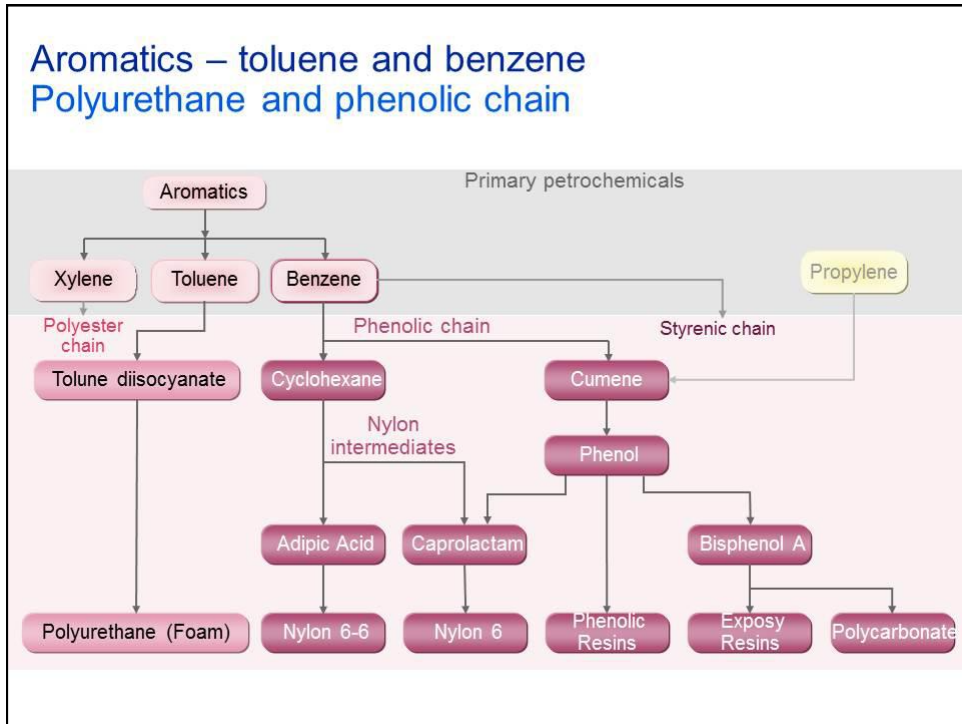 Aromatics – toluene and benzene
Polyurethane and phenolic chain
Primary petrochemicals
Aromatics
Xylene
Toluene
Benzene
Propylene
Polyester
chain
Phenolic chain
Styrenic chain
Tolune diisocyanate
Cyclohexane
Cumene
Nylon
intermediates
Phenol
Adipic Acid
Caprolactam
Bisphenol A
Polyurethane (Foam)
Nylon 6-6
Nylon 6
Phenolic
Resins
Exposy
Resins
Polycarbonate